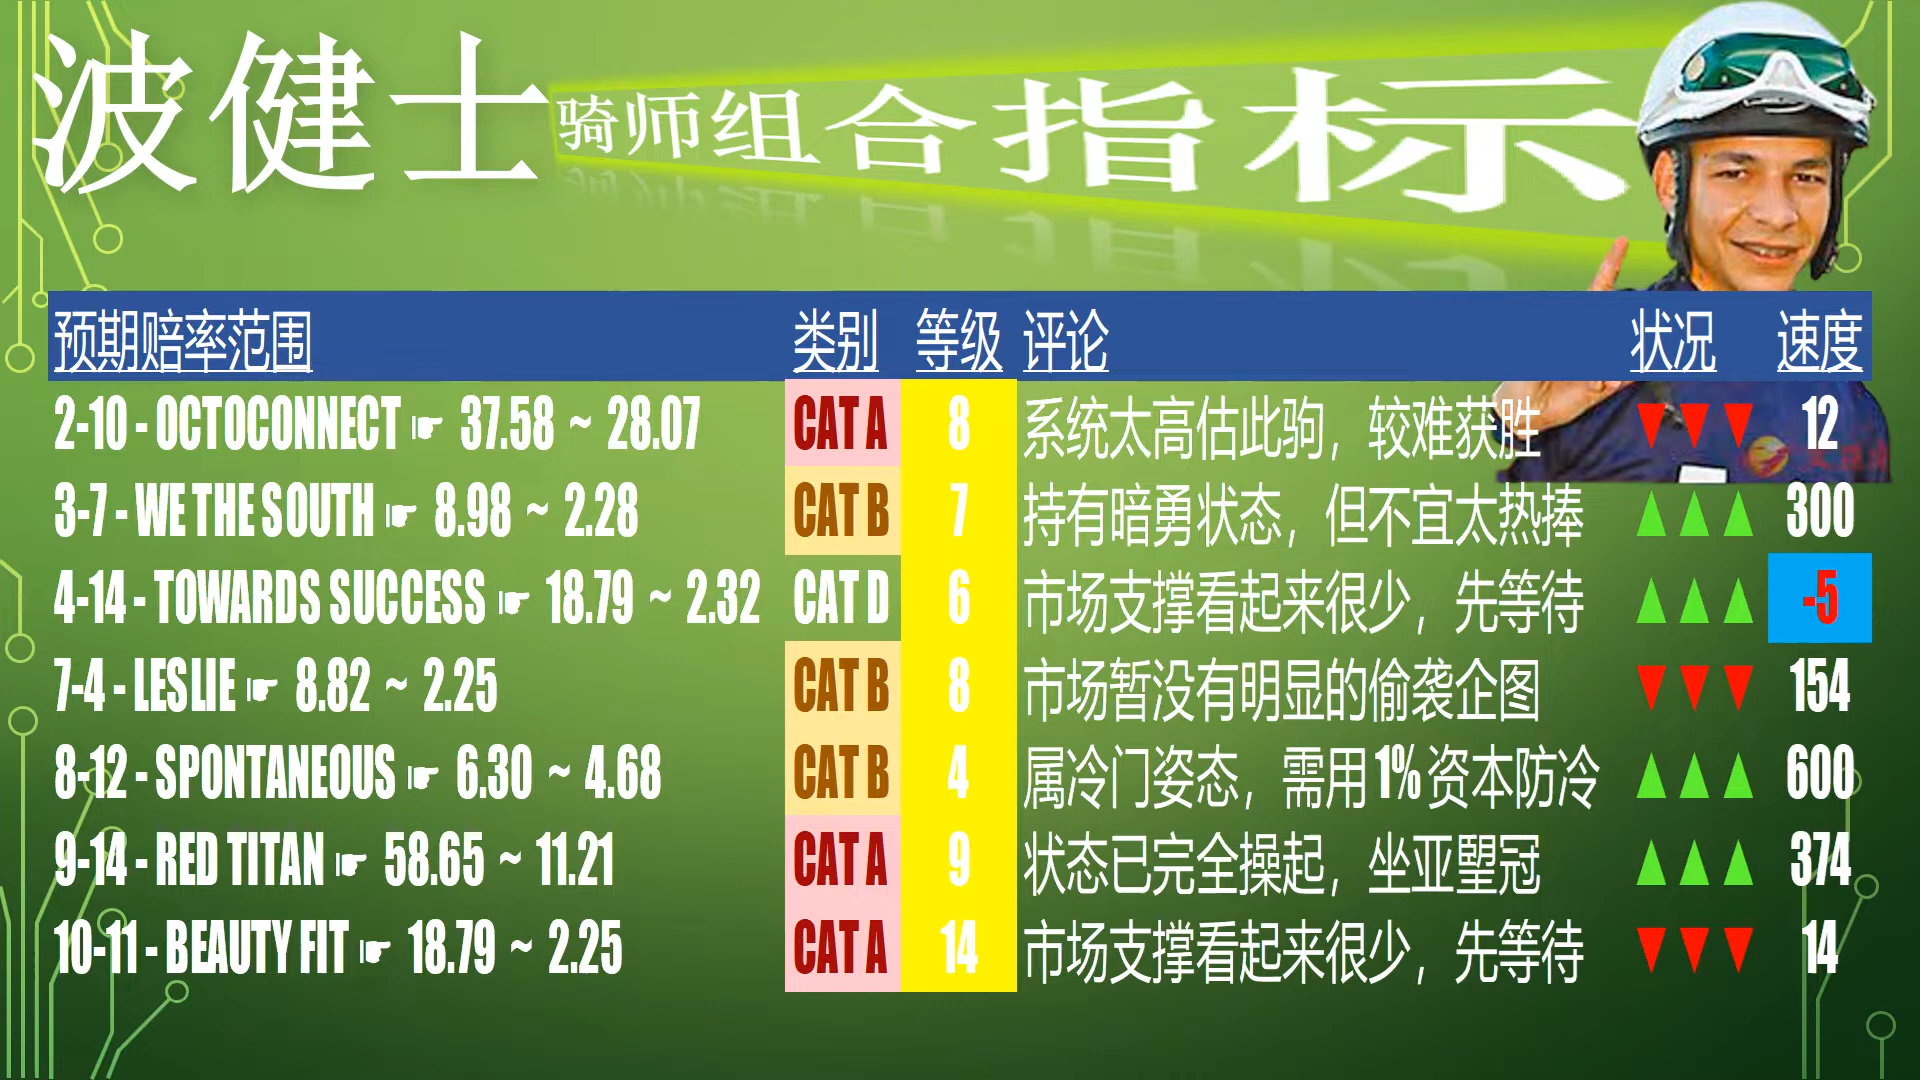 波健士 骑师组合指标
预期赔率范围 类别 等级 评论 状况 速度
2-10 - OCTOCONNECT ☛ 37.58 ~ 28.07 CAT A 8 系统太高估此驹，较难获胜 ▼ ▼ ▼ 12
3-7 - WE THE SOUTH ☛ 8.98 ~ 2.28 CAT B 7 持有暗勇状态，但不宜太热捧 ▲ ▲ ▲ 300
4-14 - TOWARDS SUCCESS ☛ 18.79 ~ 2.32 CAT D 6 市场支撑看起来很少，先等待 ▲ ▲ ▲ -5
7-4 - LESLIE ☛ 8.82 ~ 2.25 CAT B 8 市场暂没有明显的偷袭企图 ▼ ▼ ▼ 154
8-12 - SPONTANEOUS ☛ 6.30 ~ 4.68 CAT B 4 属冷门姿态，需用1%资本防冷 ▲ ▲ ▲ 600
9-14 - RED TITAN ☛ 58.65 ~ 11.21 CAT A 9 状态已完全操起，坐亚朢冠 ▲ ▲ ▲ 374
10-11 - BEAUTY FIT ☛ 18.79 ~ 2.25 CAT A 14 市场支撑看起来很少，先等待 ▼ ▼ ▼ 14